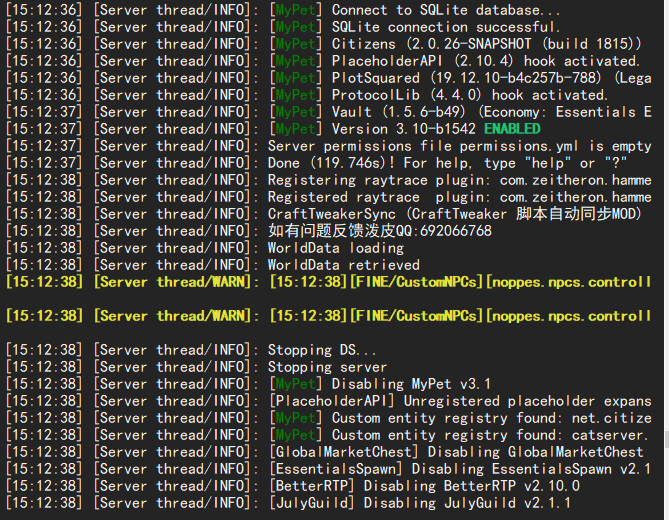 [15:12:36] [Server thread/INFO]: [MyPet] Connect to SQLite database...
[15:12:36] [Server thread/INFO]: [MyPet] SQLite connection successful.
[15:12:36] [Server thread/INFO]: [MyPet] Citizens (2.0.26-SNAPSHOT (build 1815))
[15:12:36] [Server thread/INFO]: [MyPet] PlaceholderAPI (2.10.4) hook activated.
[15:12:37] [Server thread/INFO]: [MyPet] PlotSquared (19.12.10-b4c257b-788) (Lega
[15:12:37] [Server thread/INFO]: [MyPet] ProtocolLib (4.4.0) hook activated.
[15:12:37] [Server thread/INFO]: [MyPet] Vault (1.5.6-b49) (Economy: Essentials E
[15:12:37] [Server thread/INFO]: [MyPet] Version 3.10-b1542 ENABLED
[15:12:37] [Server thread/INFO]: Server permissions file permissions.yml is empty
[15:12:37] [Server thread/INFO]: Done (119.746s)! For help, type "help" or "?"
[15:12:38] [Server thread/INFO]: Registering raytrace plugin: com.zeitheron.hamme
[15:12:38] [Server thread/INFO]: Registered raytrace  plugin: com.zeitheron.hamme
[15:12:38] [Server thread/INFO]: CraftTweakerSync (CraftTweaker 脚本自动同步MOD)
[15:12:38] [Server thread/INFO]: 如有问题反馈泼皮QQ:692066768
[15:12:38] [Server thread/INFO]: WorldData loading
[15:12:38] [Server thread/INFO]: WorldData retrieved
[15:12:38] [Server thread/WARN]: [15:12:38][FINE/CustomNPCs][noppes.npcs.controll
[15:12:38] [Server thread/WARN]: [15:12:38][FINE/CustomNPCs][noppes.npcs.controll
[15:12:38] [Server thread/INFO]: Stopping DS...
[15:12:38] [Server thread/INFO]: Stopping server
[15:12:38] [Server thread/INFO]: [MyPet] Disabling MyPet v3.1
[15:12:38] [Server thread/INFO]: [PlaceholderAPI] Unregistered placeholder expans
[15:12:38] [Server thread/INFO]: [MyPet] Custom entity registry found: net.citize
[15:12:38] [Server thread/INFO]: [MyPet] Custom entity registry found: catserver.
[15:12:38] [Server thread/INFO]: [GlobalMarketChest] Disabling GlobalMarketChest
[15:12:38] [Server thread/INFO]: [EssentialsSpawn] Disabling EssentialsSpawn v2.1
[15:12:38] [Server thread/INFO]: [BetterRTP] Disabling BetterRTP v2.10.0
[15:12:38] [Server thread/INFO]: [JulyGuild] Disabling JulyGuild v2.1.1